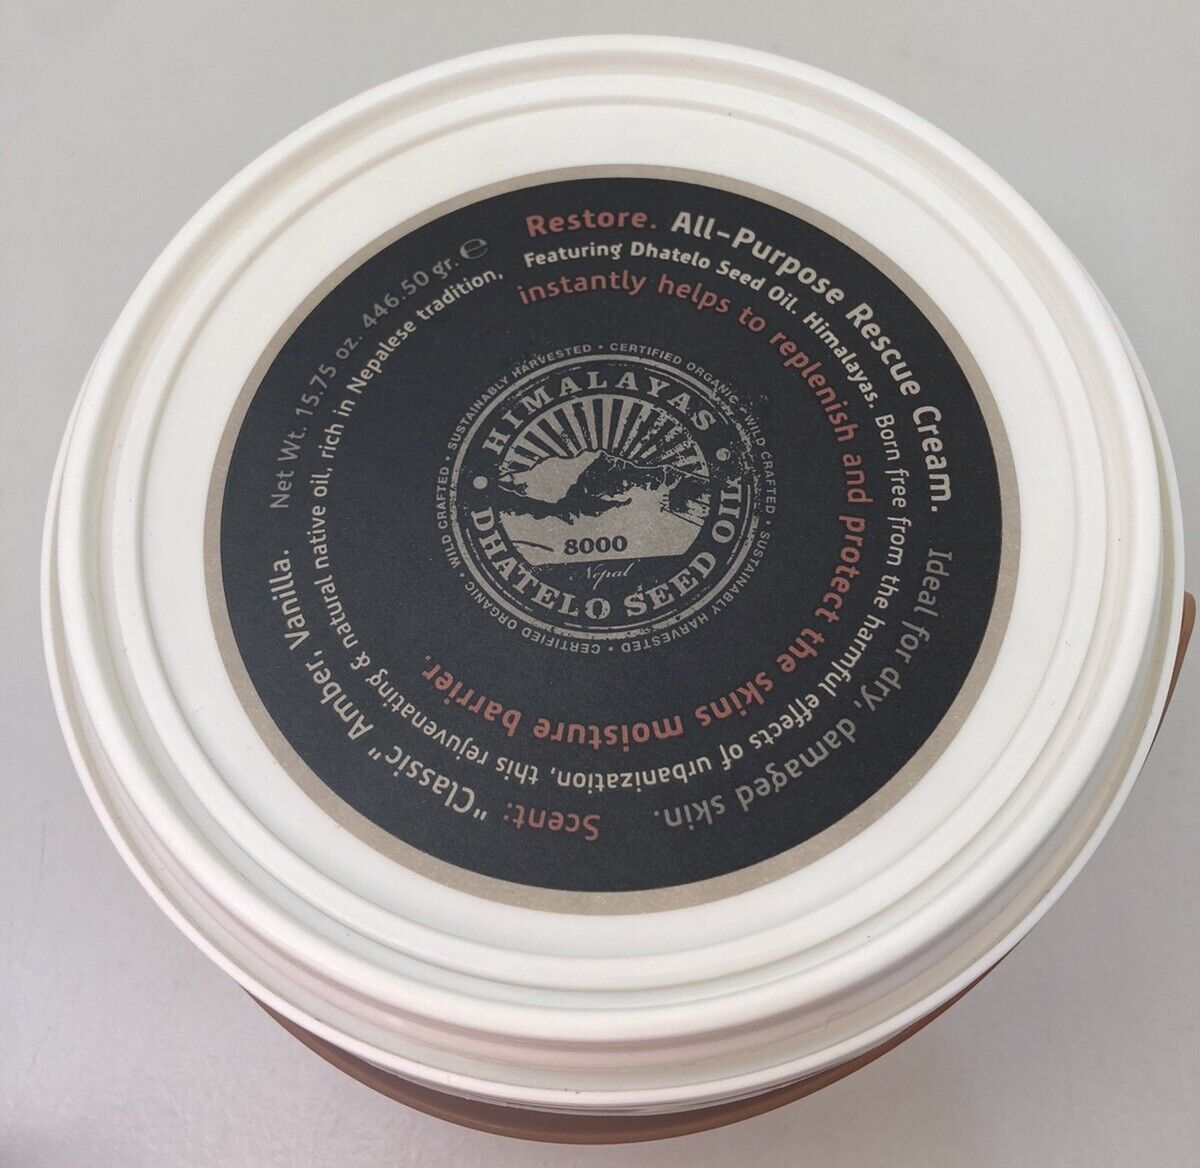 Restore. All-Purpose Rescue Cream. Ideal for dry, damaged skin. Scent: "Classic" Amber, Vanilla. Net Wt. 15.75 oz. 446.50 gr. ℮
Featuring Dhatelo Seed Oil. Himalayas. Born free from the harmful effects of urbanization, this rejuvenating & natural native oil, rich in Nepalese tradition,
instantly helps to replenish and protect the skins moisture barrier.
• CERTIFIED ORGANIC • WILD CRAFTED • SUSTAINABLY HARVESTED • CERTIFIED ORGANIC • WILD CRAFTED • SUSTAINABLY HARVESTED
• HIMALAYAS •
DHATELO SEED OIL
8000
Nepal